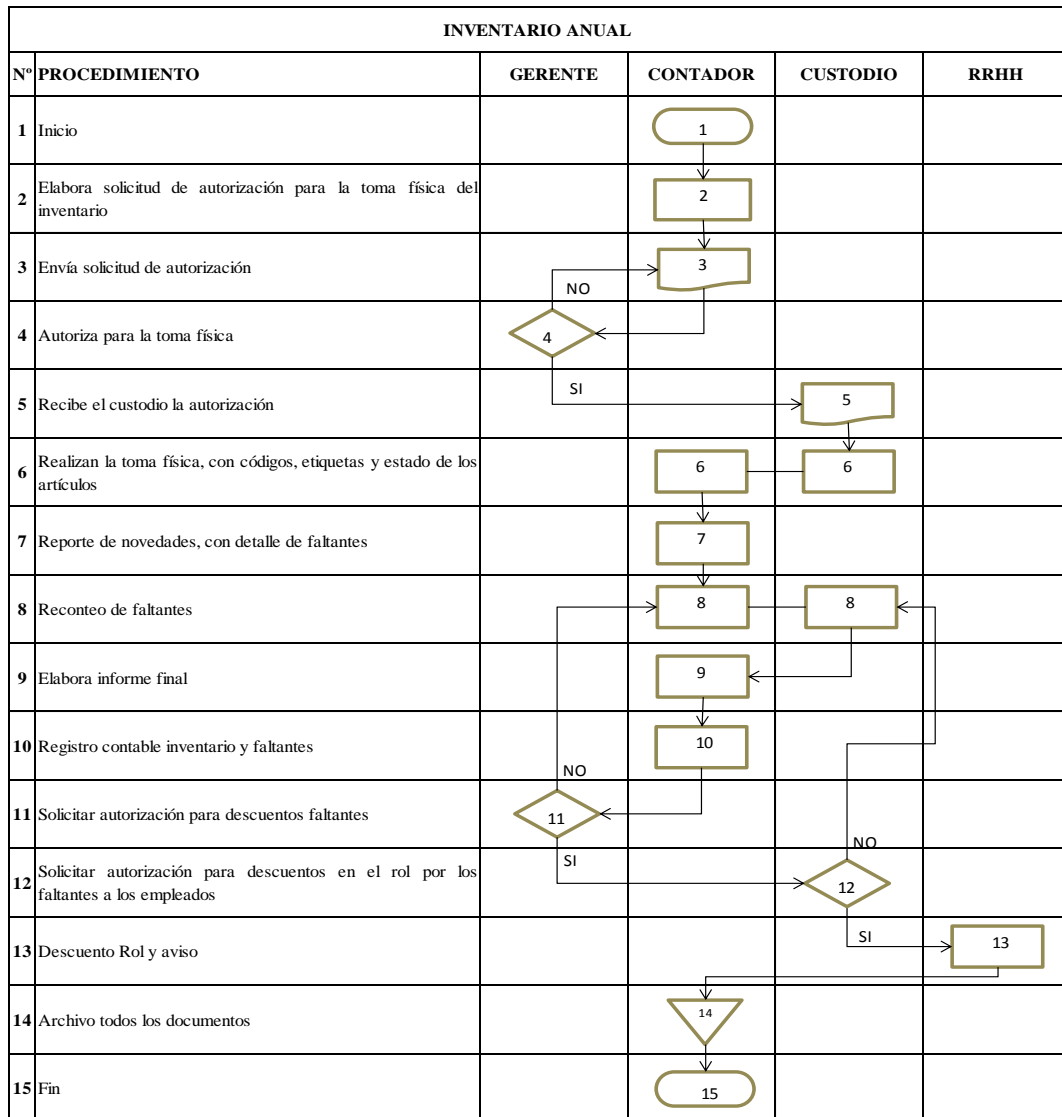 INVENTARIO ANUAL
Nº PROCEDIMIENTO GERENTE CONTADOR CUSTODIO RRHH
1 Inicio 1
2 Elabora solicitud de autorización para la toma física del
inventario 2
3 Envía solicitud de autorización 3
NO
4 Autoriza para la toma física 4
SI
5 Recibe el custodio la autorización 5
6 Realizan la toma física, con códigos, etiquetas y estado de los
artículos 6 6
7 Reporte de novedades, con detalle de faltantes 7
8 Reconteo de faltantes 8 8
9 Elabora informe final 9
10 Registro contable inventario y faltantes 10
NO
11 Solicitar autorización para descuentos faltantes 11
NO
SI
12 Solicitar autorización para descuentos en el rol por los
faltantes a los empleados 12
SI
13 Descuento Rol y aviso 13
14 Archivo todos los documentos 14
15 Fin 15